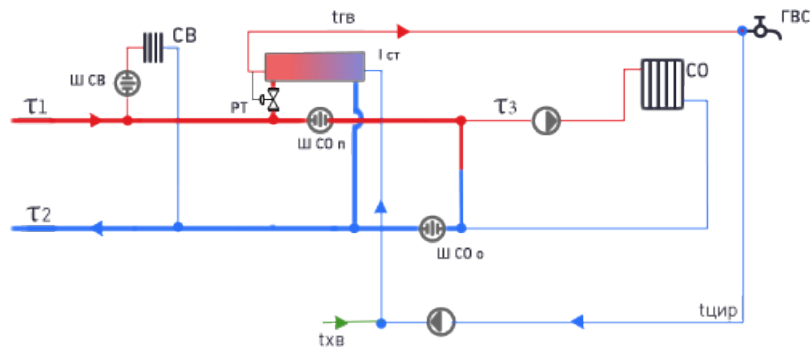 tгв
ГВС
СВ
I ст
Ш СВ
СО
τ1
РТ
τ3
Ш СО п
τ2
Ш СО о
tцир
tхв